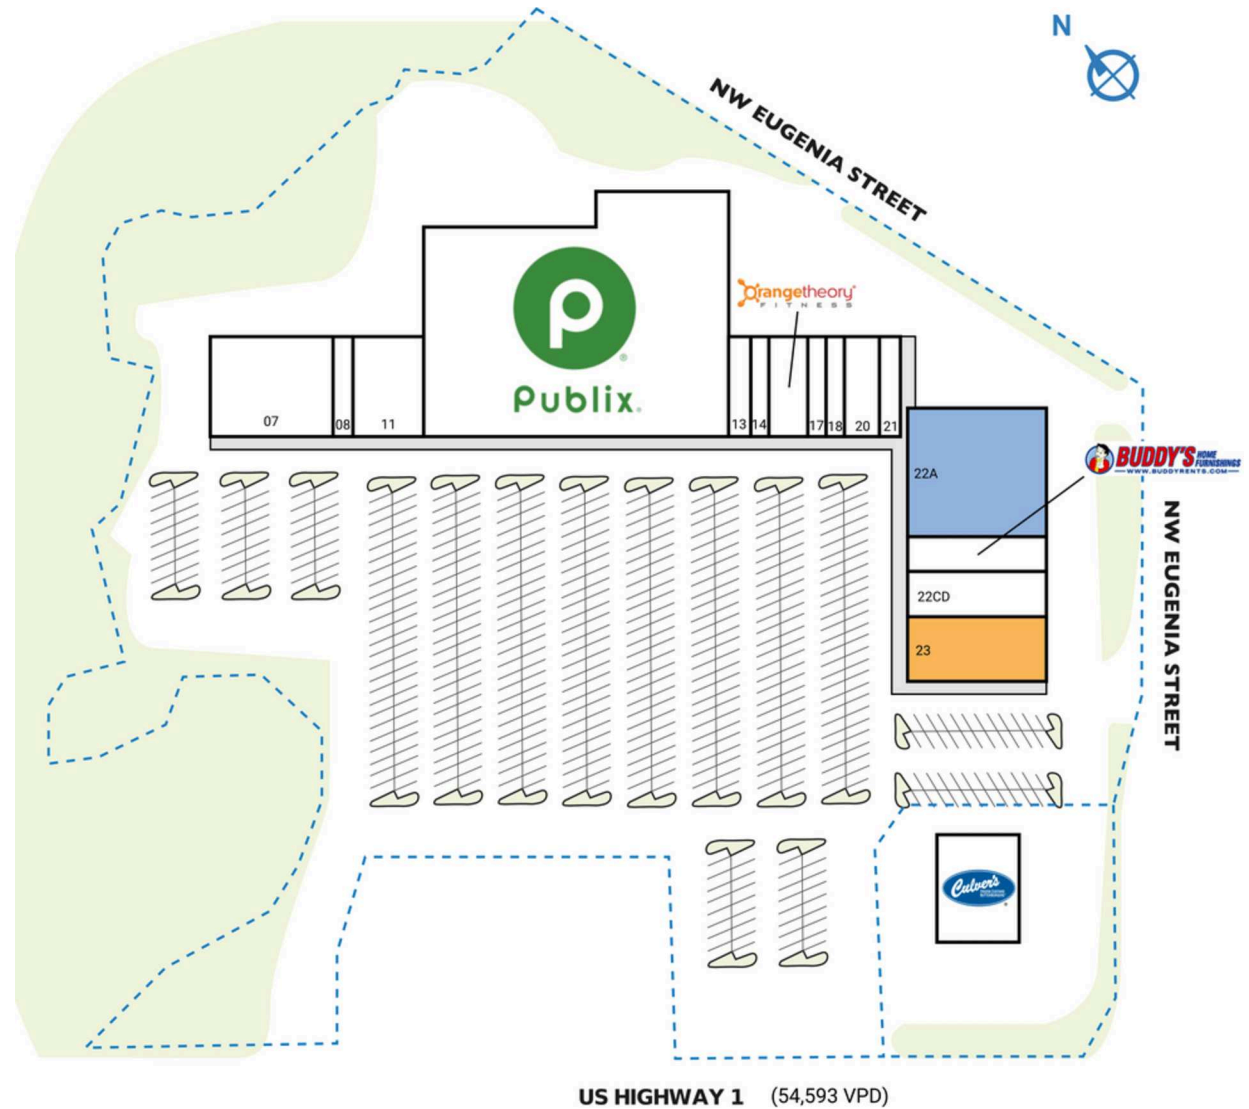 N
NW EUGENIA STREET
Orangetheory®
FITNESS
P
®
Publix.
07
08
11
13
14
17
18
20
21
22A
BUDDY'S HOME FURNISHINGS
WWW.BUDDYRENTS.COM
22CD
23
NW EUGENIA STREET
Culver's
US HIGHWAY 1 (54,593 VPD)